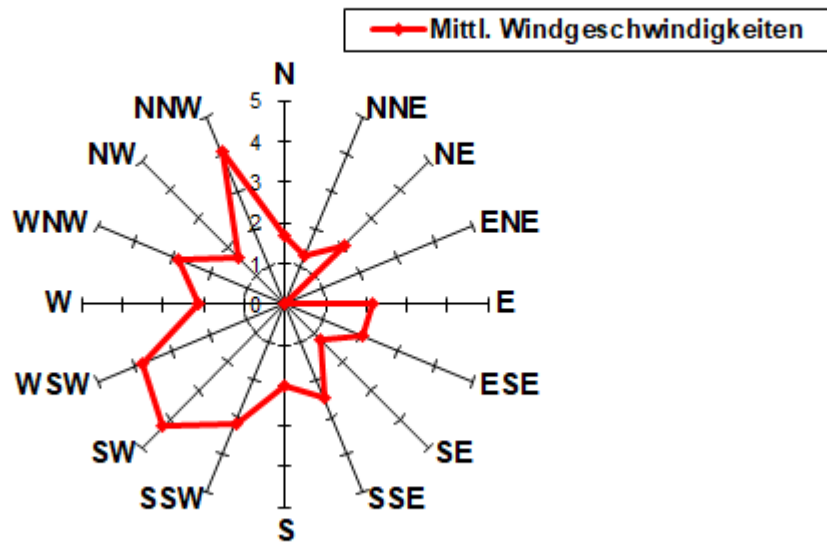 Mittl. Windgeschwindigkeiten
N
NNW
5
NNE
NW
4
NE
3
WNW
2
ENE
1
W
0
E
WSW
ESE
SW
SE
SSW
SSE
S